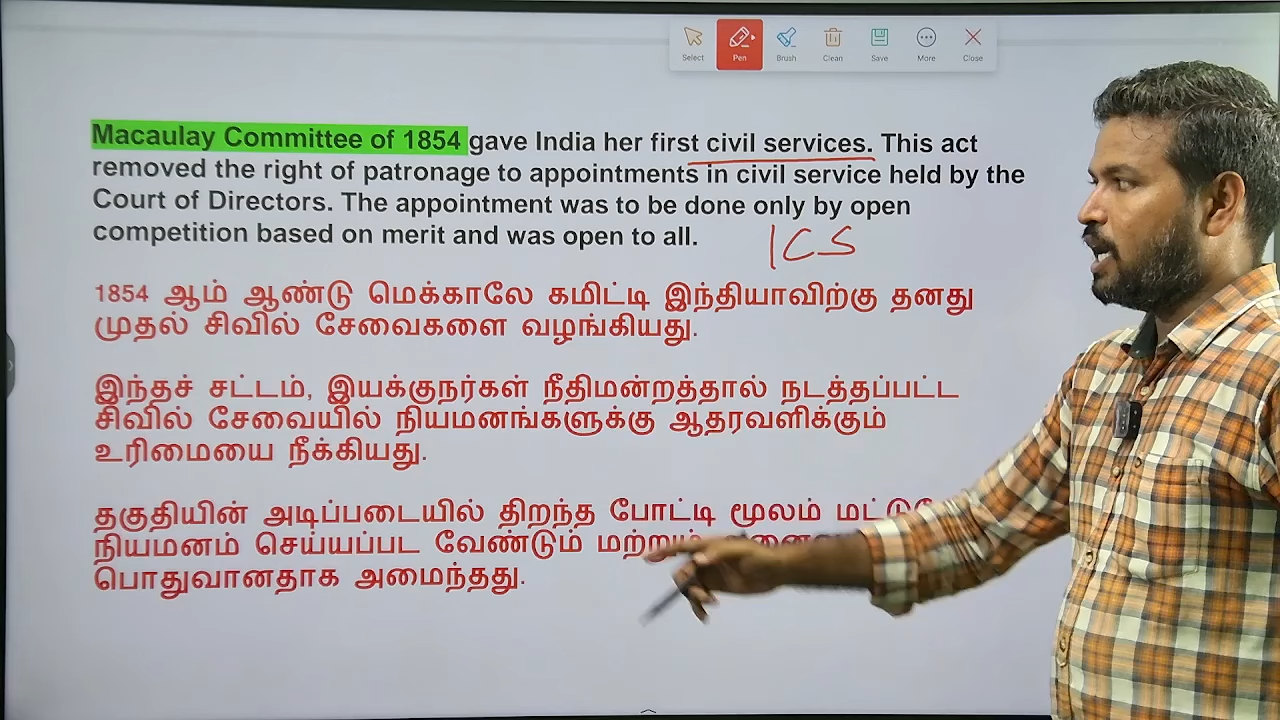 Select Pen Brush Clean Save More Close
Macaulay Committee of 1854 gave India her first civil services. This act
removed the right of patronage to appointments in civil service held by the
Court of Directors. The appointment was to be done only by open
competition based on merit and was open to all.
ICS
1854 ஆம் ஆண்டு மெக்காலே கமிட்டி இந்தியாவிற்கு தனது
முதல் சிவில் சேவைகளை வழங்கியது.
இந்தச் சட்டம், இயக்குநர்கள் நீதிமன்றத்தால் நடத்தப்பட்ட
சிவில் சேவையில் நியமனங்களுக்கு ஆதரவளிக்கும்
உரிமையை நீக்கியது.
தகுதியின் அடிப்படையில் திறந்த போட்டி மூலம்
நியமனம் செய்யப்பட வேண்டும் மற்றும்
பொதுவானதாக அமைந்தது.